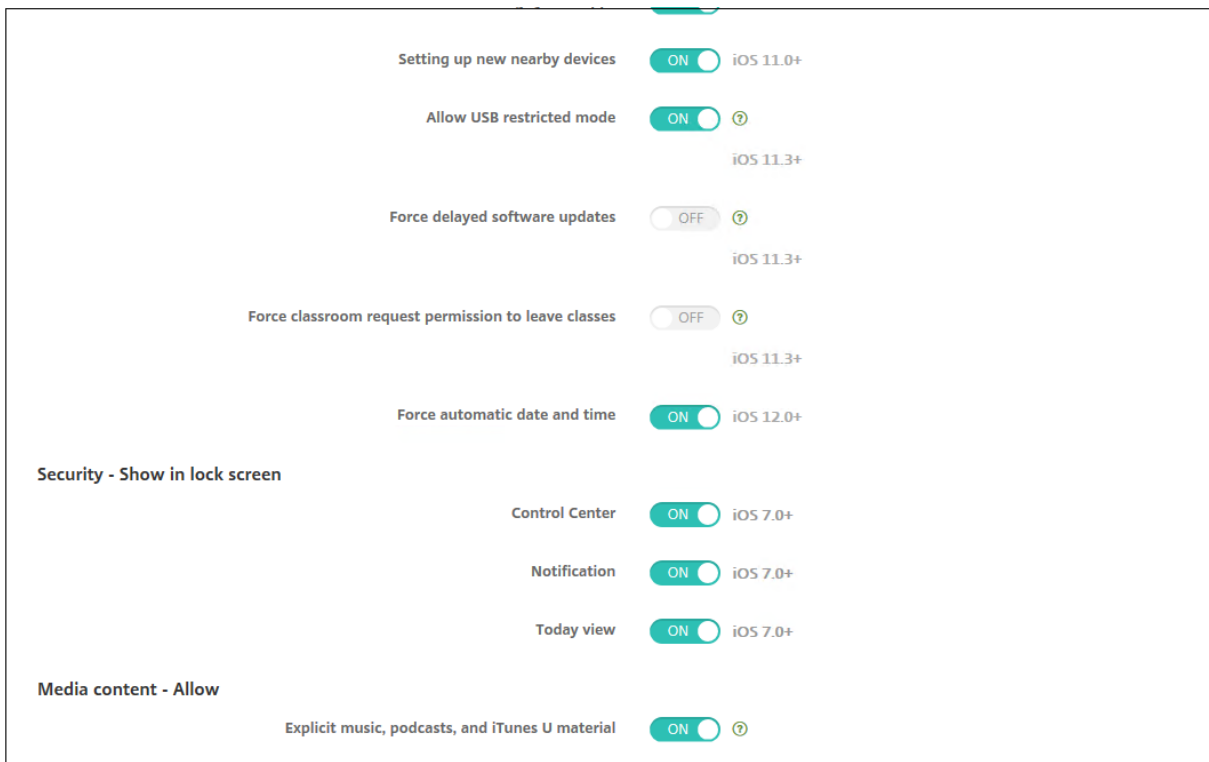 Setting up new nearby devices ON iOS 11.0+
Allow USB restricted mode ON ?
iOS 11.3+
Force delayed software updates OFF ?
iOS 11.3+
Force classroom request permission to leave classes OFF ?
iOS 11.3+
Force automatic date and time ON iOS 12.0+
Security - Show in lock screen
Control Center ON iOS 7.0+
Notification ON iOS 7.0+
Today view ON iOS 7.0+
Media content - Allow
Explicit music, podcasts, and iTunes U material ON ?